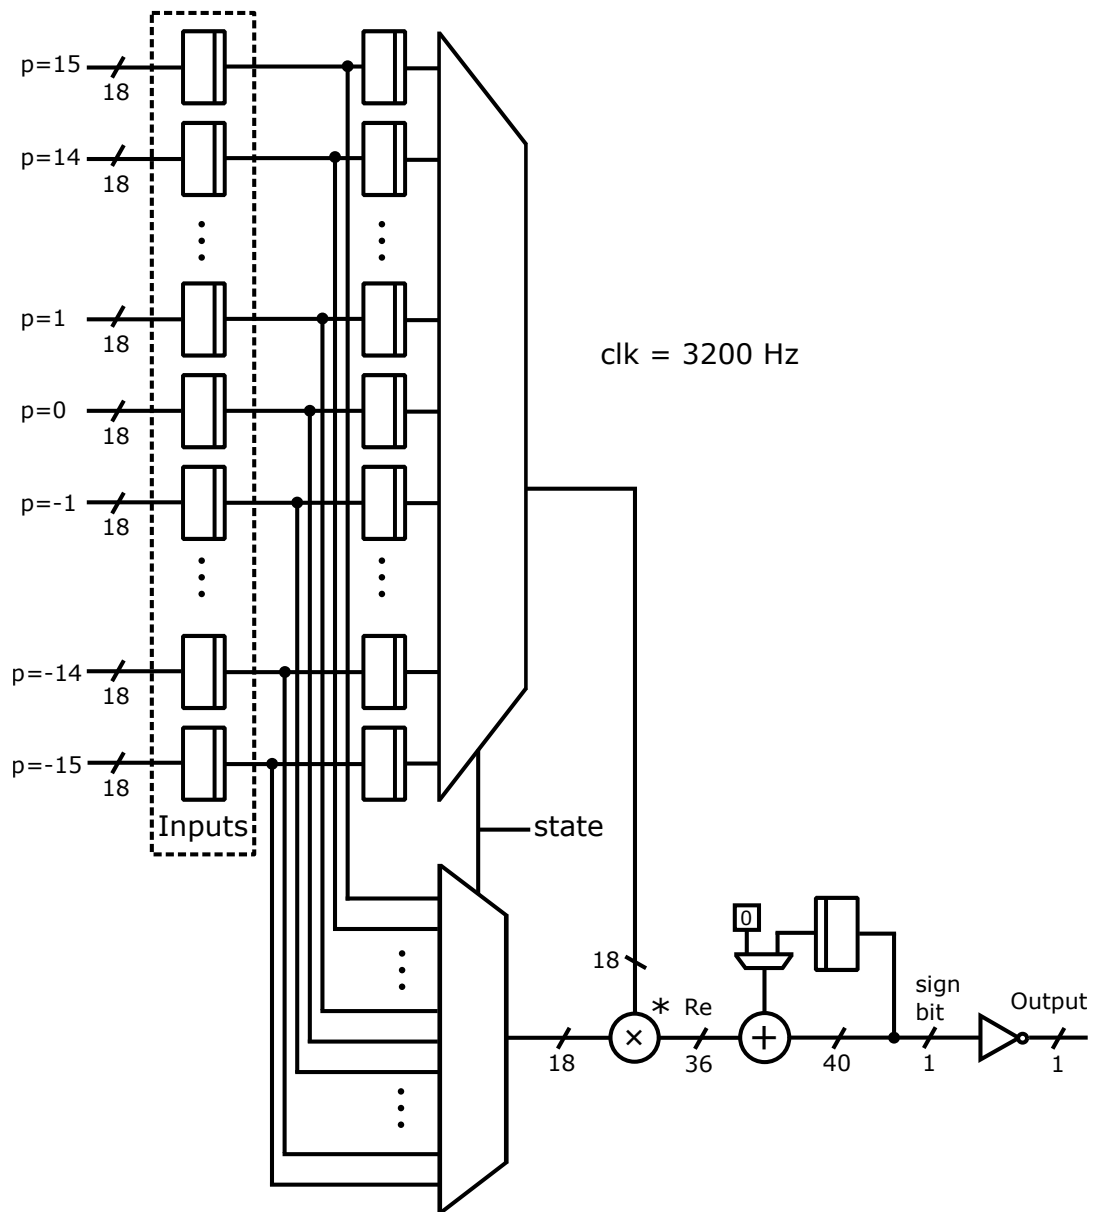 p=15
18
p=14
18
p=1
18
clk = 3200 Hz
p=0
18
p=-1
18
p=-14
18
p=-15
18
Inputs
state
0
18
sign
bit
Output
* Re
×
+
18
36
40
1
1